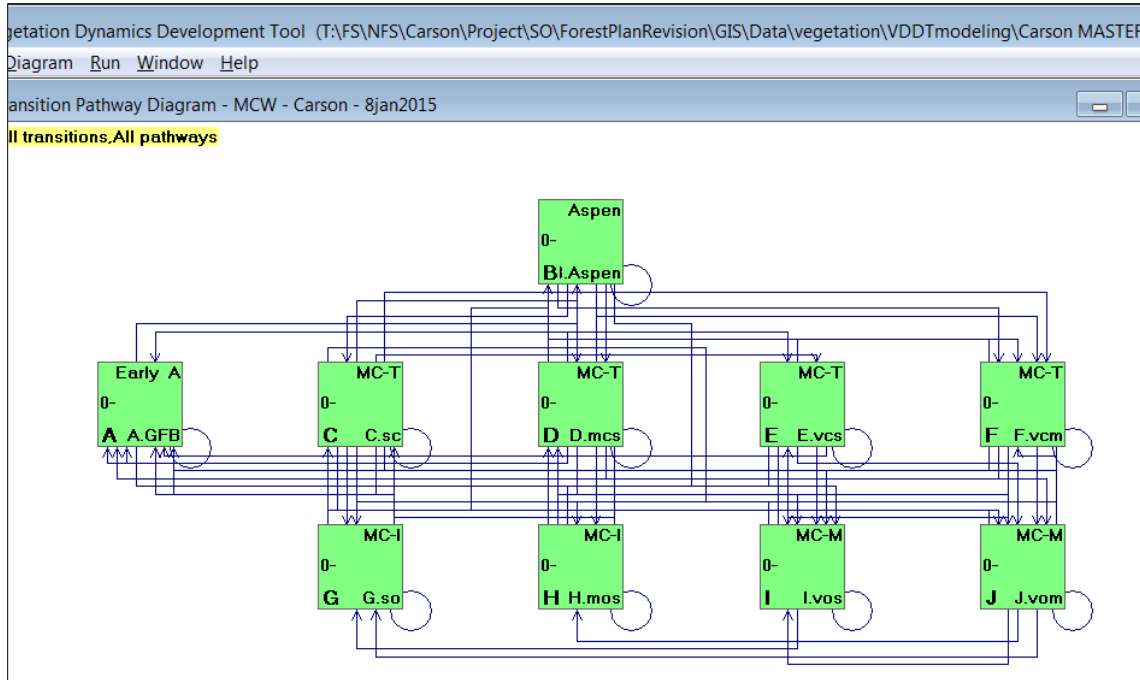 getation Dynamics Development Tool (T:\FS\NFS\Carson\Project\SO\ForestPlanRevision\GIS\Data\vegetation\VDDTmodeling\Carson MASTER
Diagram Run Window Help
ansition Pathway Diagram - MCW - Carson - 8jan2015
ll transitions,All pathways
Aspen
0-
B I.Aspen
Early A
0-
A A.GFB
MC-T
0-
C C.sc
MC-T
0-
D D.mcs
MC-T
0-
E E.vcs
MC-T
0-
F F.vcm
MC-I
0-
G G.so
MC-I
0-
H H.mos
MC-M
0-
I I.vos
MC-M
0-
J J.vom